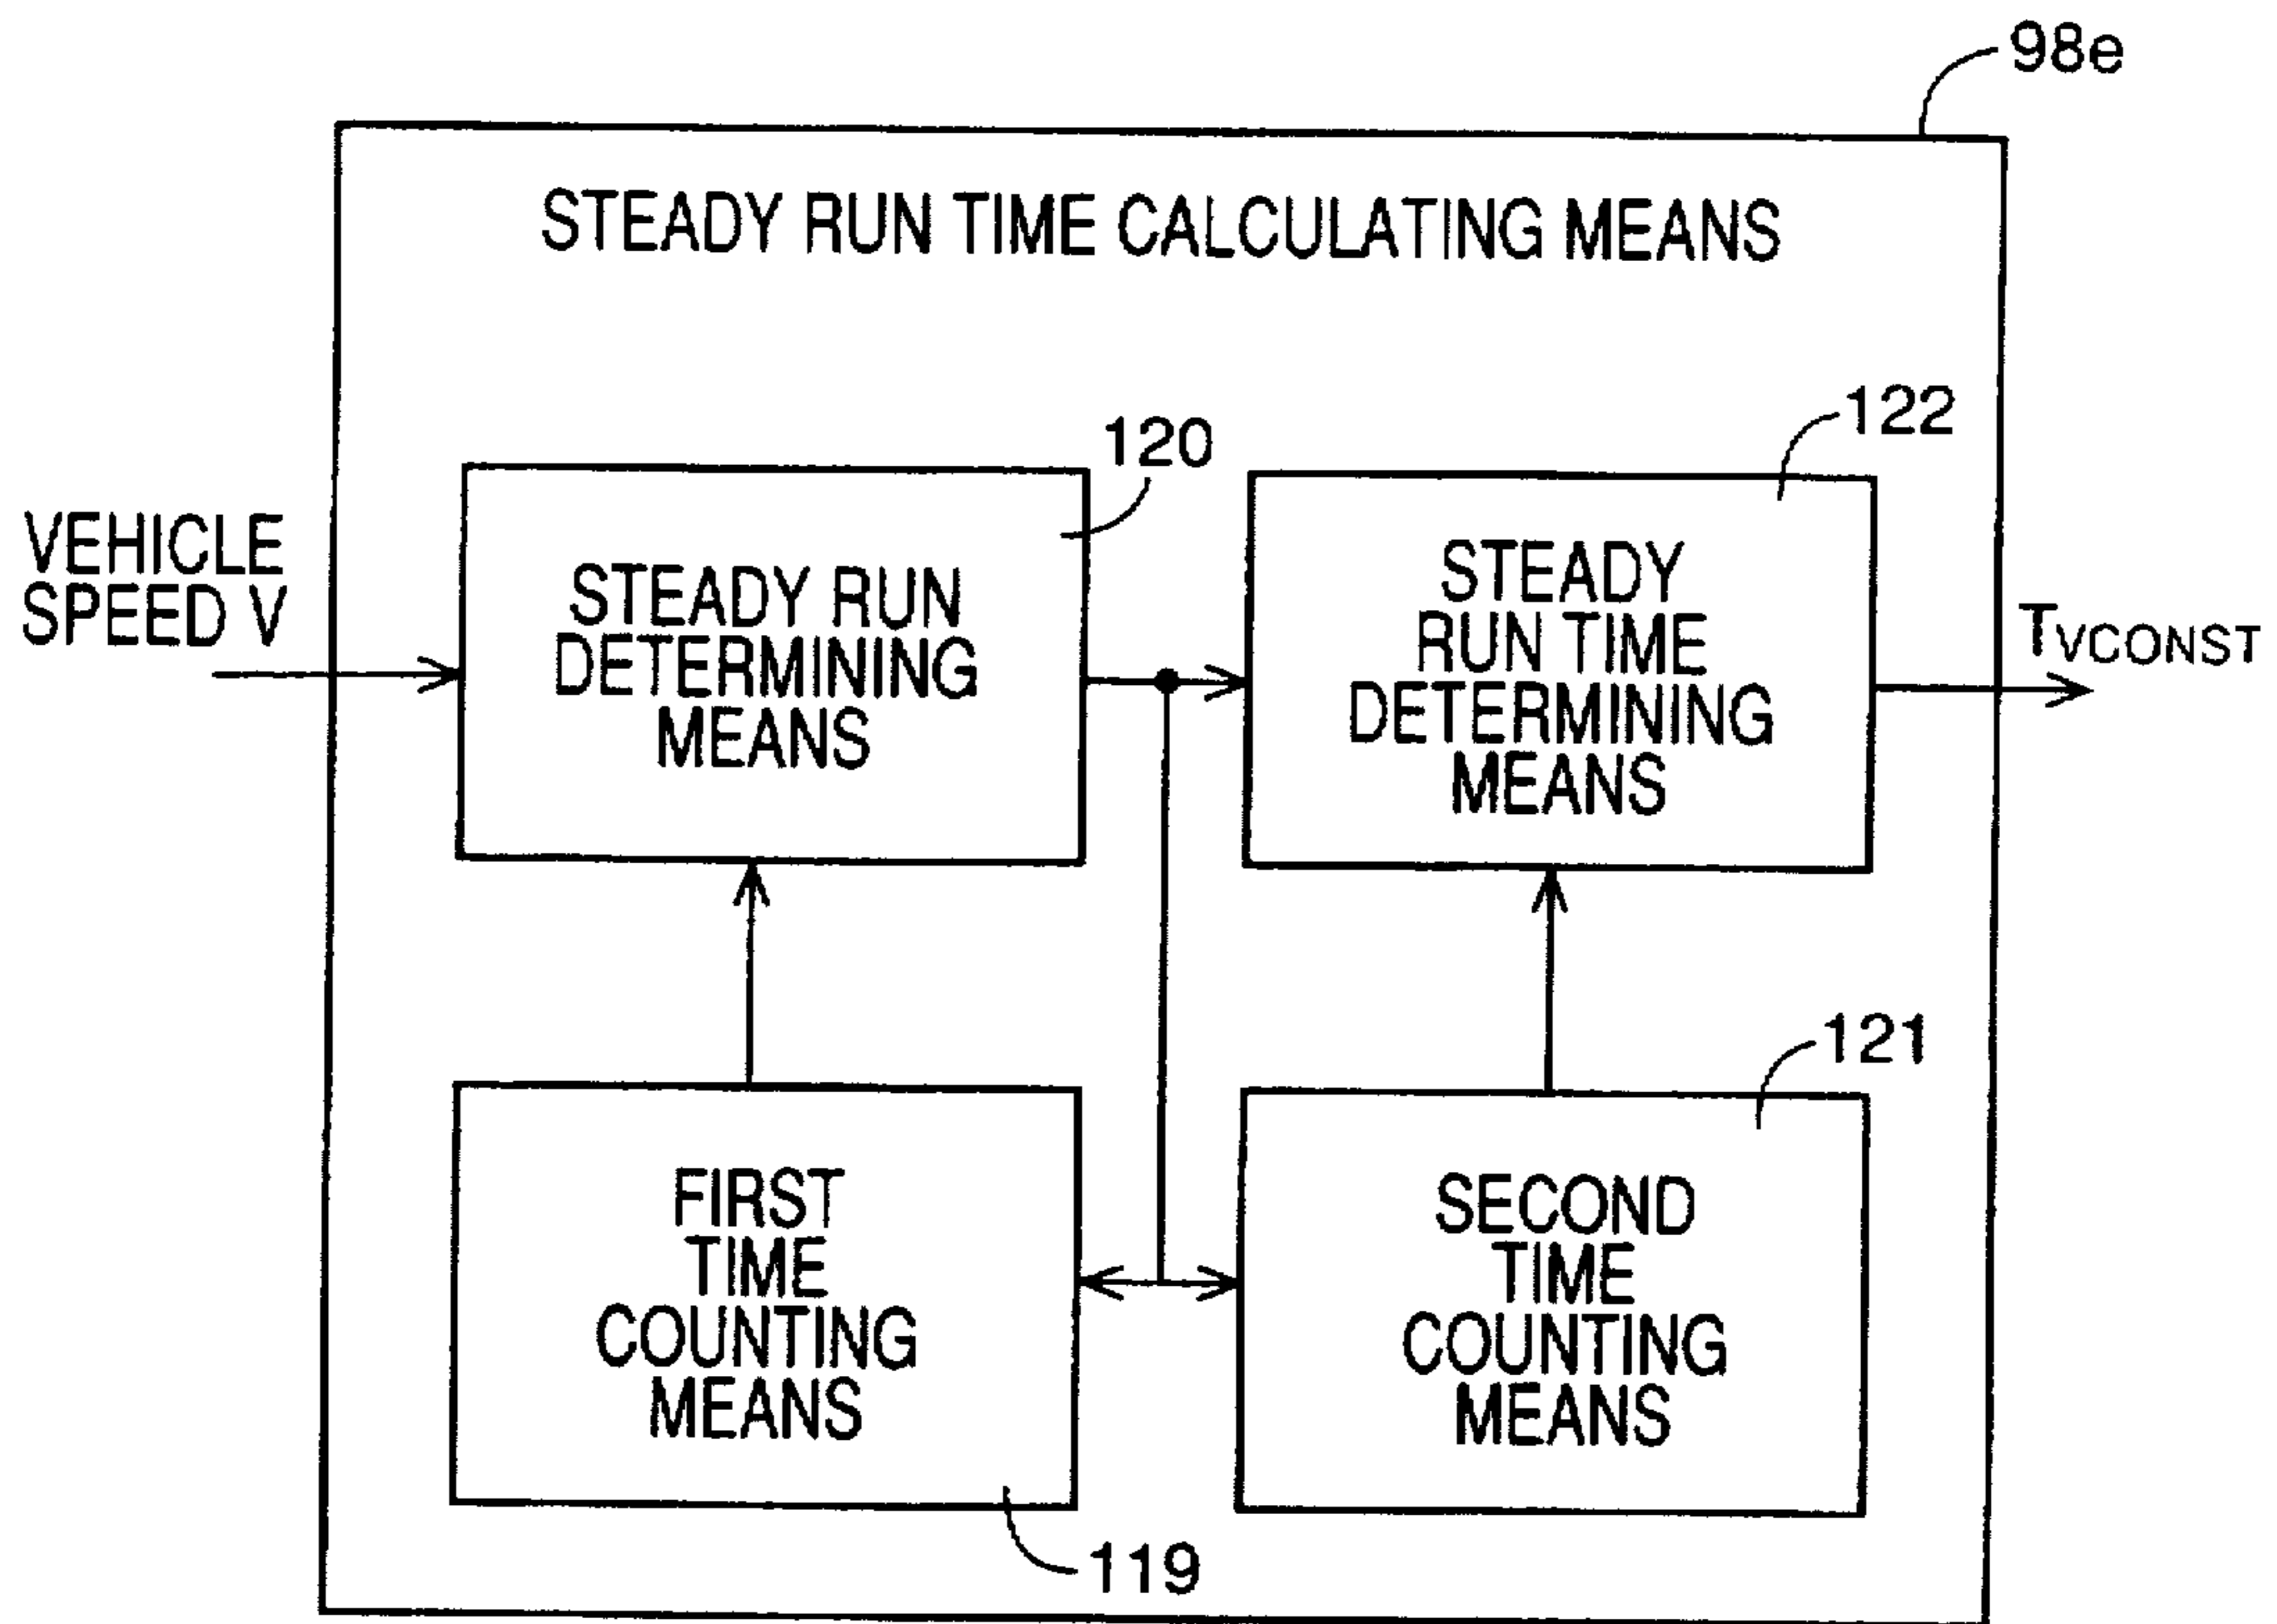 98e
STEADY RUN TIME CALCULATING MEANS
120
122
VEHICLE
SPEED V
STEADY RUN
DETERMINING
MEANS
STEADY
RUN TIME
DETERMINING
MEANS
TVCONST
121
FIRST
TIME
COUNTING
MEANS
SECOND
TIME
COUNTING
MEANS
119